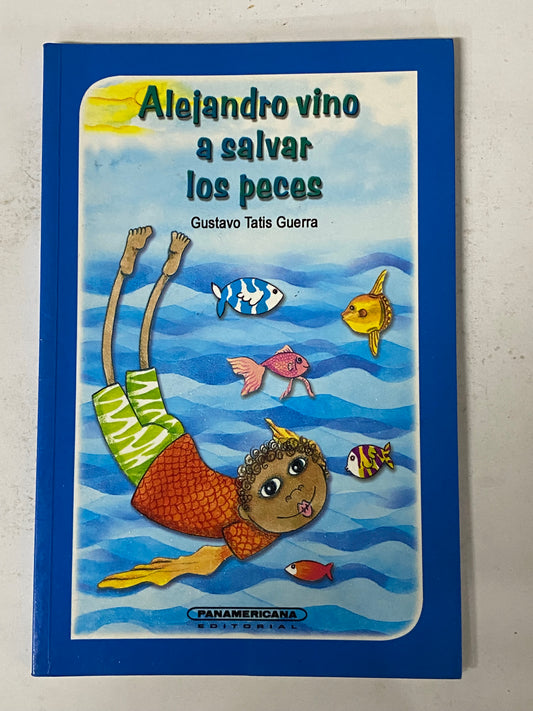 Alejandro vino
a salvar
los peces
Gustavo Tatis Guerra
PANAMERICANA
EDITORIAL